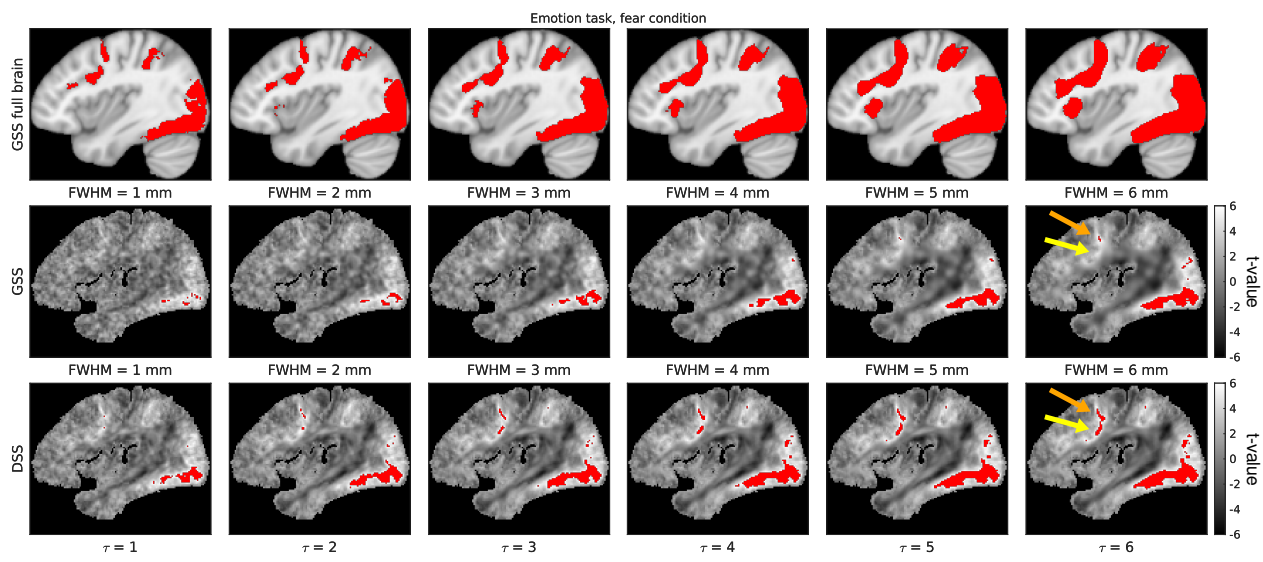 Emotion task, fear condition
GSS full brain
FWHM = 1 mm FWHM = 2 mm FWHM = 3 mm FWHM = 4 mm FWHM = 5 mm FWHM = 6 mm
GSS
6
4
2
0
-2
-4
-6
t-value
FWHM = 1 mm FWHM = 2 mm FWHM = 3 mm FWHM = 4 mm FWHM = 5 mm FWHM = 6 mm
DSS
6
4
2
0
-2
-4
-6
t-value
τ = 1 τ = 2 τ = 3 τ = 4 τ = 5 τ = 6